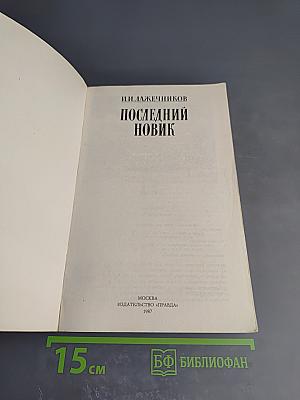 И.И.ЛАЖЕЧНИКОВ
ПОСЛЕДНИЙ
НОВИК
МОСКВА
ИЗДАТЕЛЬСТВО «ПРАВДА»
1987
15 см
БФ БИБЛИОФАН